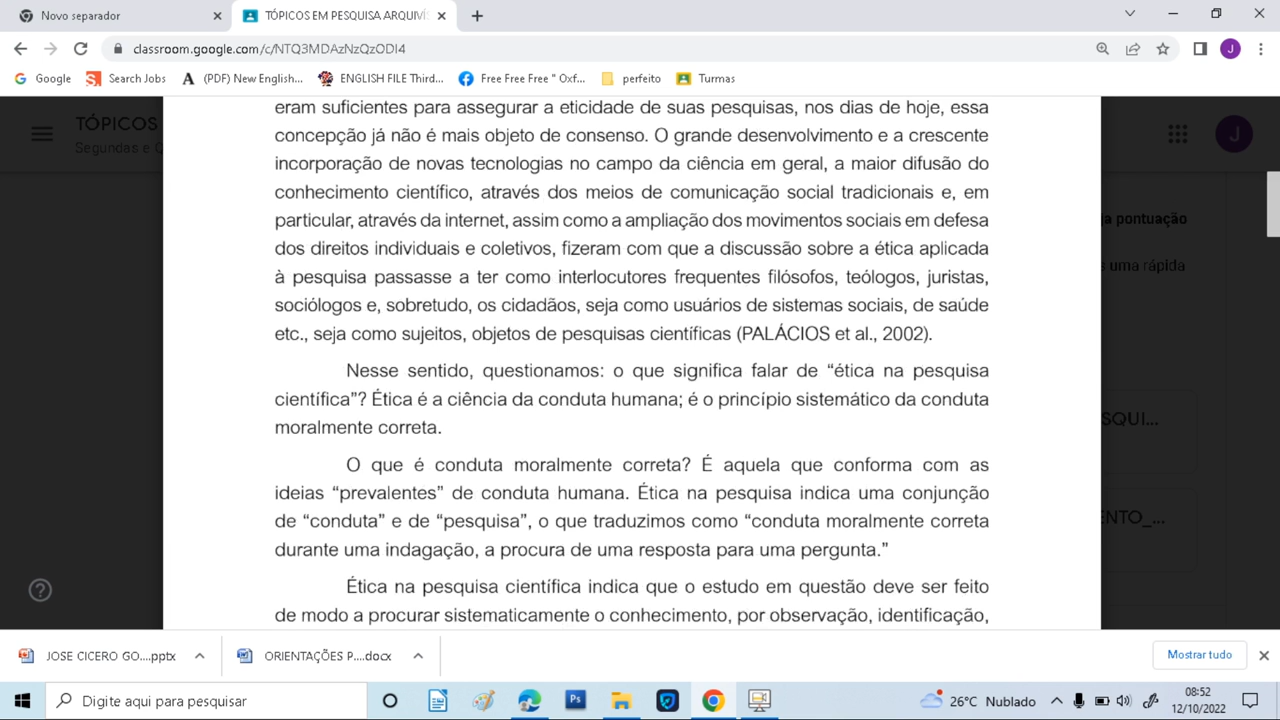 Novo separador
TÓPICOS EM PESQUISA ARQUIVÍS
classroom.google.com/c/NTQ3MDAzNzQzODI4
J
Google
Search Jobs
(PDF) New English...
ENGLISH FILE Third...
Free Free Free " Oxf...
perfeito
Turmas
TÓPICOS
Segundas e Q
J
eram suficientes para assegurar a eticidade de suas pesquisas, nos dias de hoje, essa
concepção já não é mais objeto de consenso. O grande desenvolvimento e a crescente
incorporação de novas tecnologias no campo da ciência em geral, a maior difusão do
conhecimento científico, através dos meios de comunicação social tradicionais e, em
particular, através da internet, assim como a ampliação dos movimentos sociais em defesa
dos direitos individuais e coletivos, fizeram com que a discussão sobre a ética aplicada
à pesquisa passasse a ter como interlocutores frequentes filósofos, teólogos, juristas,
sociólogos e, sobretudo, os cidadãos, seja como usuários de sistemas sociais, de saúde
etc., seja como sujeitos, objetos de pesquisas científicas (PALÁCIOS et al., 2002).
Nesse sentido, questionamos: o que significa falar de “ética na pesquisa
científica”? Ética é a ciência da conduta humana; é o princípio sistemático da conduta
moralmente correta.
O que é conduta moralmente correta? É aquela que conforma com as
ideias “prevalentes” de conduta humana. Ética na pesquisa indica uma conjunção
de “conduta” e de “pesquisa”, o que traduzimos como “conduta moralmente correta
durante uma indagação, a procura de uma resposta para uma pergunta.”
Ética na pesquisa científica indica que o estudo em questão deve ser feito
de modo a procurar sistematicamente o conhecimento, por observação, identificação,
ja pontuação
s uma rápida
SQUI...
ENTO_...
JOSE CICERO GO....pptx
ORIENTAÇÕES P....docx
Mostrar tudo
Digite aqui para pesquisar
Ps
26°C Nublado
08:52
12/10/2022